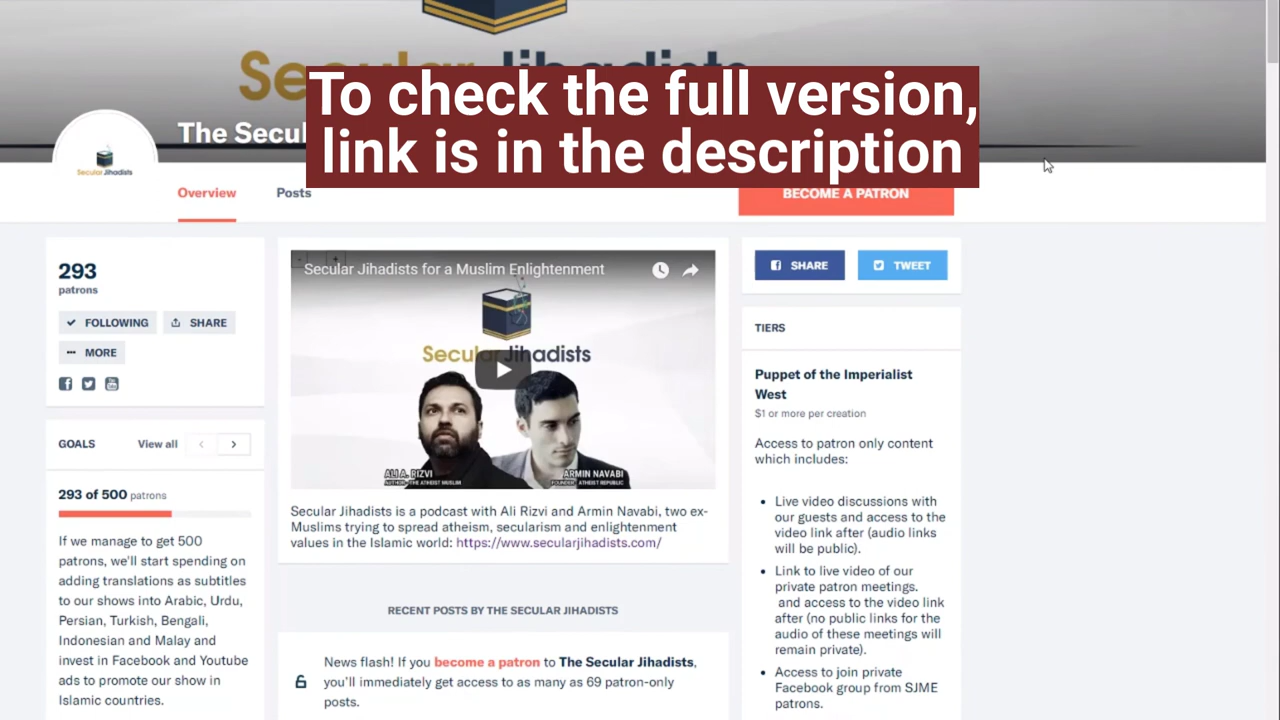 Secular Jihadists
To check the full version,
link is in the description
The Secul
Secular Jihadists
Overview
Posts
BECOME A PATRON
293
patrons
FOLLOWING
SHARE
MORE
GOALS
View all
293 of 500 patrons
If we manage to get 500
patrons, we'll start spending on
adding translations as subtitles
to our shows into Arabic, Urdu,
Persian, Turkish, Bengali,
Indonesian and Malay and
invest in Facebook and Youtube
ads to promote our show in
Islamic countries.
Secular Jihadists for a Muslim Enlightenment
Secular Jihadists
ALI A. RIZVI
AUTHOR - THE ATHEIST MUSLIM
ARMIN NAVABI
FOUNDER - ATHEIST REPUBLIC
Secular Jihadists is a podcast with Ali Rizvi and Armin Navabi, two ex-
Muslims trying to spread atheism, secularism and enlightenment
values in the Islamic world: https://www.secularjihadists.com/
RECENT POSTS BY THE SECULAR JIHADISTS
News flash! If you become a patron to The Secular Jihadists,
you'll immediately get access to as many as 69 patron-only
posts.
SHARE
TWEET
TIERS
Puppet of the Imperialist
West
$1 or more per creation
Access to patron only content
which includes:
• Live video discussions with
our guests and access to the
video link after (audio links
will be public).
• Link to live video of our
private patron meetings.
and access to the video link
after (no public links for the
audio of these meetings will
remain private).
• Access to join private
Facebook group from SJME
patrons.